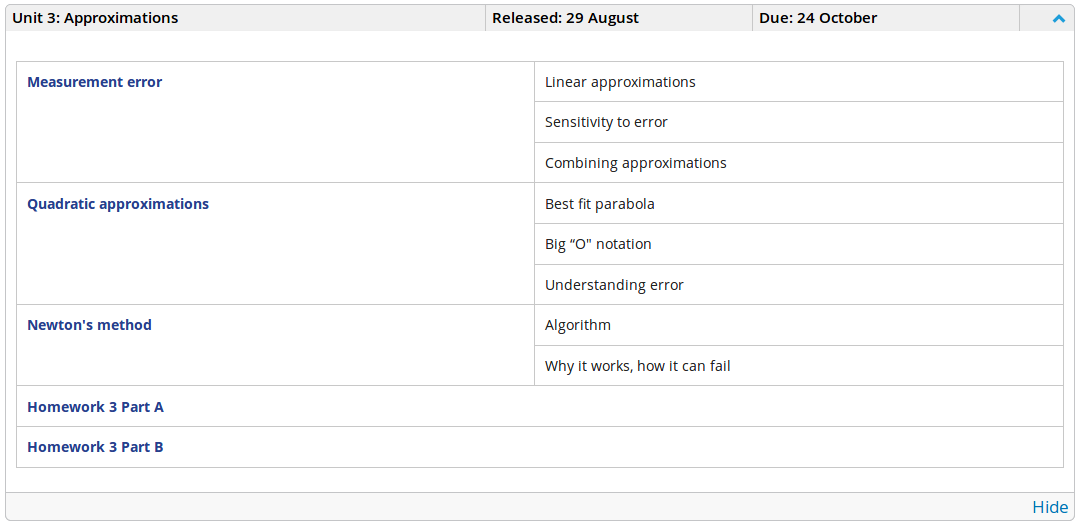 Unit 3: Approximations Released: 29 August Due: 24 October
Measurement error Linear approximations
Sensitivity to error
Combining approximations
Quadratic approximations Best fit parabola
Big “O" notation
Understanding error
Newton's method Algorithm
Why it works, how it can fail
Homework 3 Part A
Homework 3 Part B
Hide